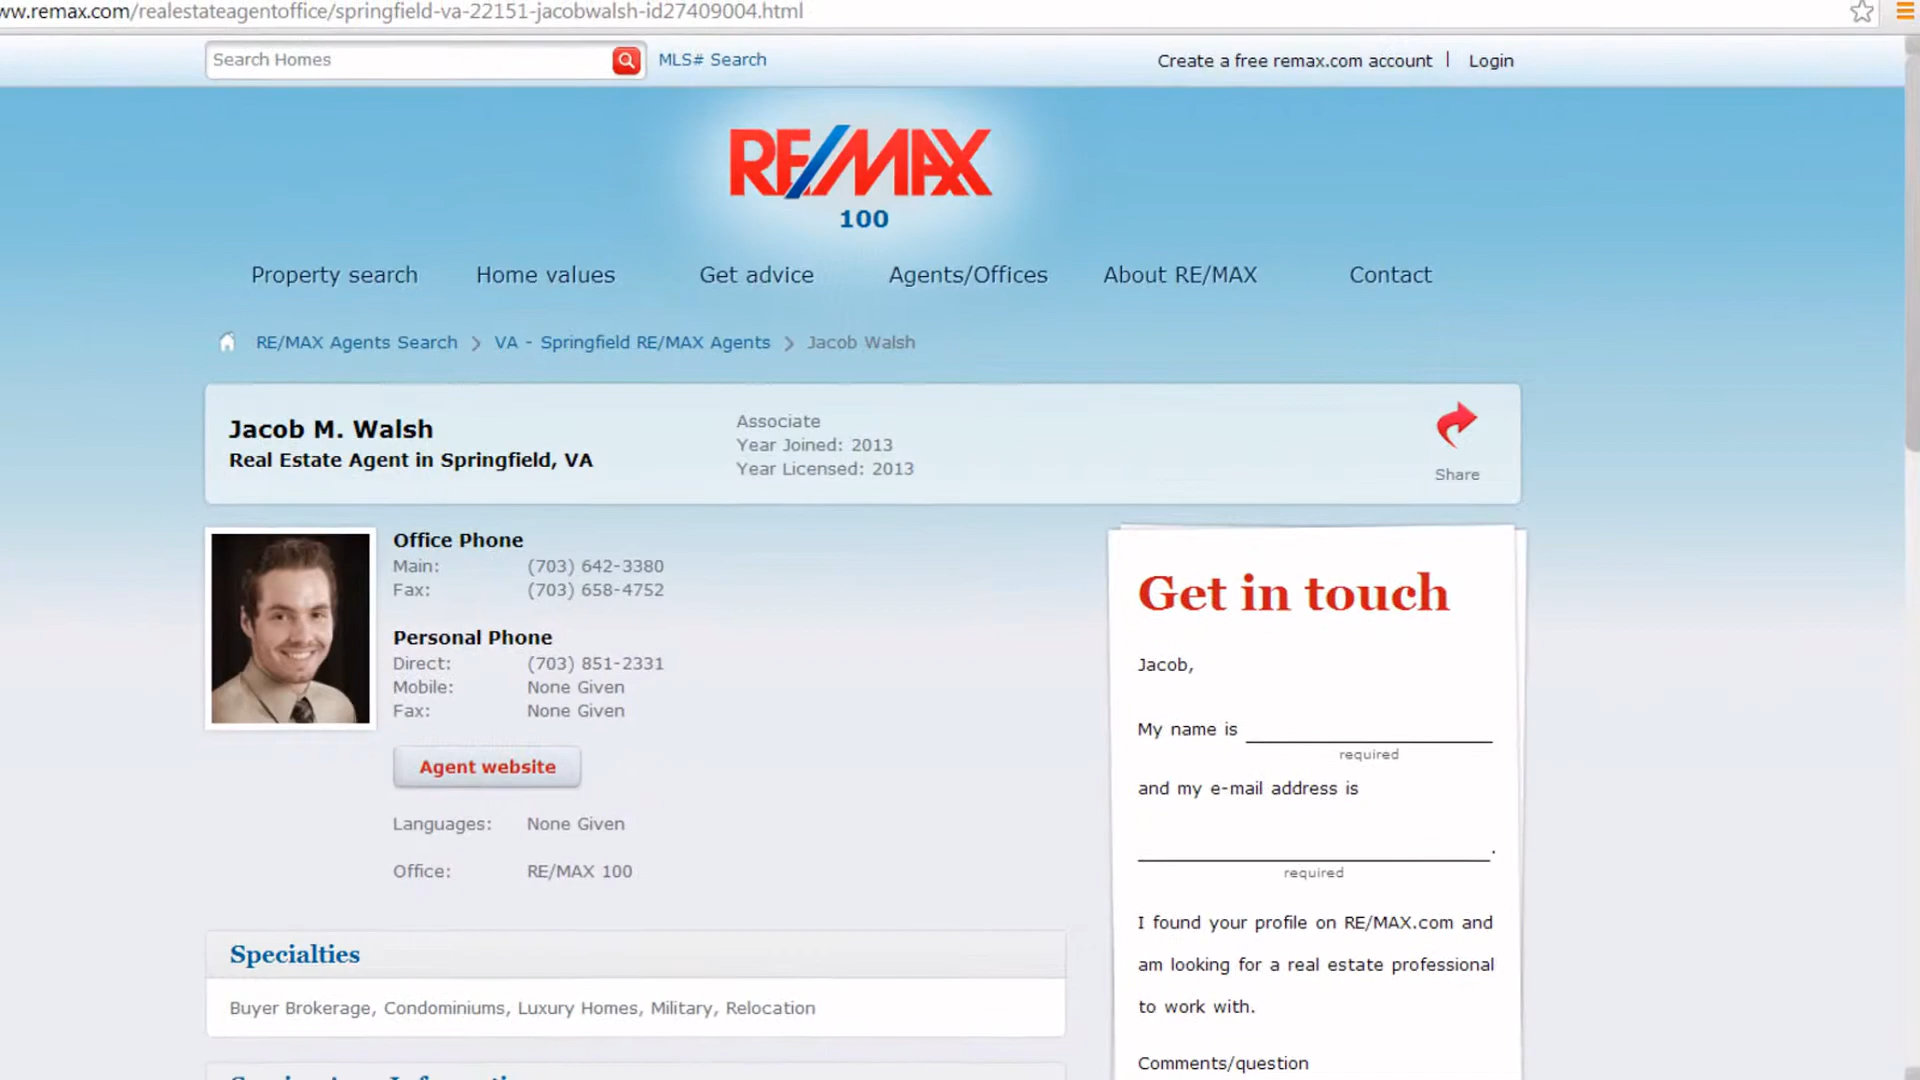 ww.remax.com/realestateagentoffice/springfield-va-22151-jacobwalsh-id27409004.html
Search Homes
MLS# Search
Create a free remax.com account | Login
RE/MAX
100
Property search Home values Get advice Agents/Offices About RE/MAX Contact
RE/MAX Agents Search > VA - Springfield RE/MAX Agents > Jacob Walsh
Jacob M. Walsh
Real Estate Agent in Springfield, VA
Associate
Year Joined: 2013
Year Licensed: 2013
Share
Office Phone
Main: (703) 642-3380
Fax: (703) 658-4752
Personal Phone
Direct: (703) 851-2331
Mobile: None Given
Fax: None Given
Agent website
Languages: None Given
Office: RE/MAX 100
Specialties
Buyer Brokerage, Condominiums, Luxury Homes, Military, Relocation
Get in touch
Jacob,
My name is
required
and my e-mail address is
.
required
I found your profile on RE/MAX.com and
am looking for a real estate professional
to work with.
Comments/question